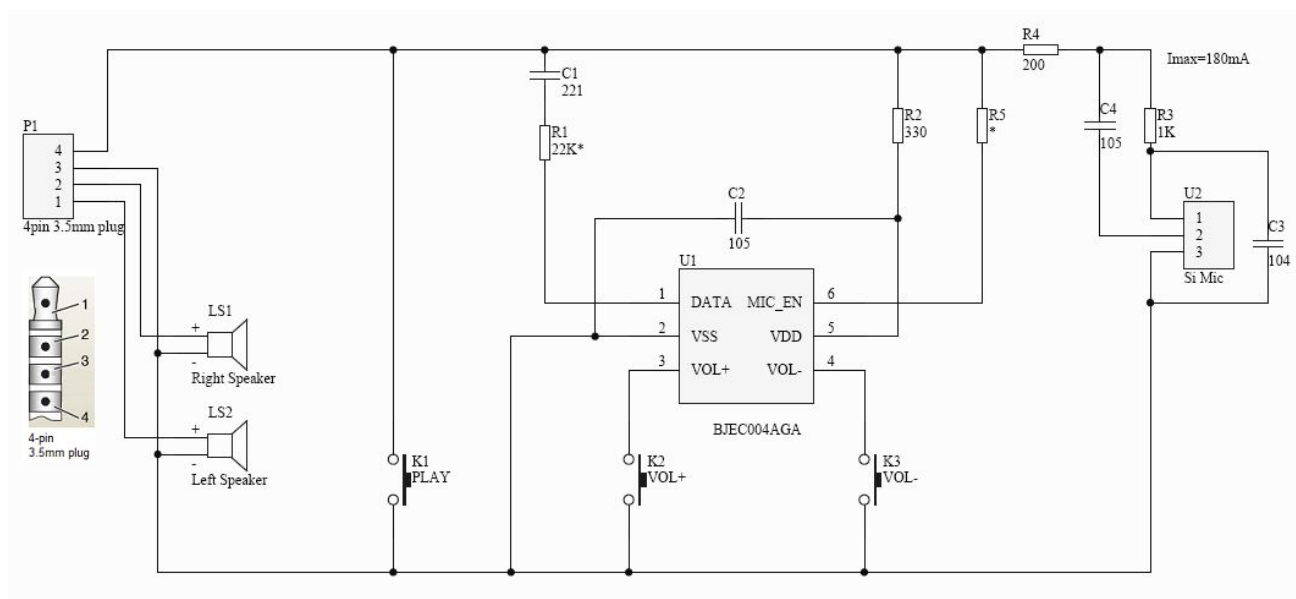 R4
200
Imax=180mA
C1
221
R1
22K*
R2
330
R5
*
C4
105
R3
1K
P1
4
3
2
1
4pin 3.5mm plug
C2
105
U2
1
2
3
Si Mic
C3
104
U1
1 DATA MIC_EN 6
2 VSS VDD 5
3 VOL+ VOL- 4
BJEC004AGA
1
2
3
4
4-pin
3.5mm plug
LS1
+
-
Right Speaker
LS2
+
-
Left Speaker
K1
PLAY
K2
VOL+
K3
VOL-